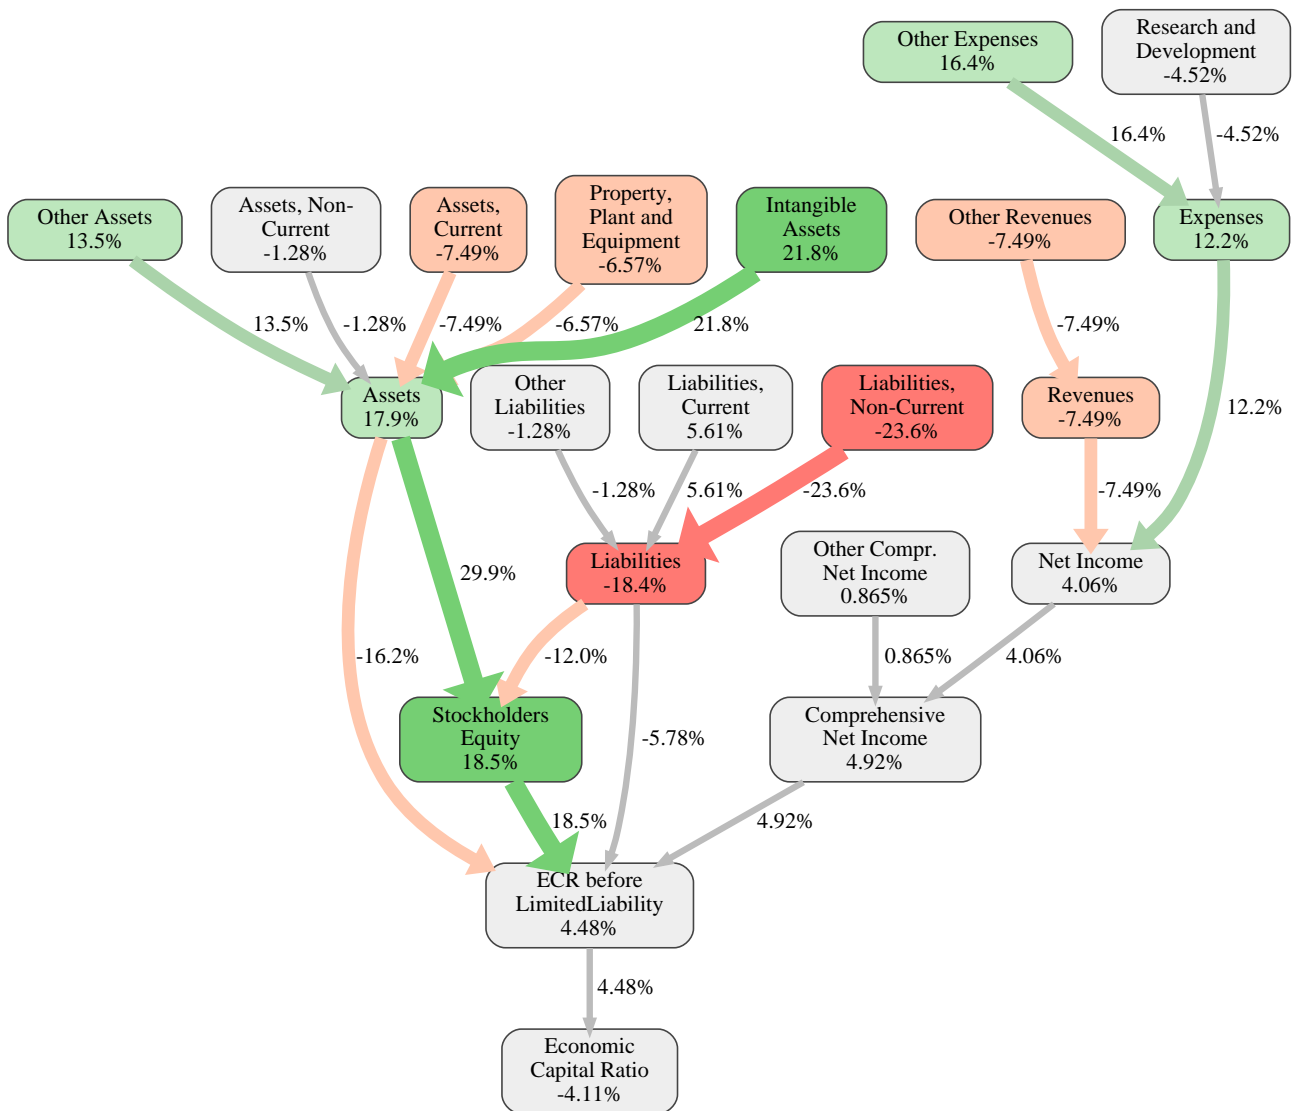 Other Expenses
16.4%
Research and
Development
-4.52%
16.4%
-4.52%
Other Assets
13.5%
Assets, Non-
Current
-1.28%
Assets,
Current
-7.49%
Property,
Plant and
Equipment
-6.57%
Intangible
Assets
21.8%
Other Revenues
-7.49%
Expenses
12.2%
13.5%
-1.28%
-7.49%
-6.57%
21.8%
-7.49%
12.2%
Assets
17.9%
Other
Liabilities
-1.28%
Liabilities,
Current
5.61%
Liabilities,
Non-Current
-23.6%
Revenues
-7.49%
-1.28%
5.61%
-23.6%
-7.49%
29.9%
Liabilities
-18.4%
Other Compr.
Net Income
0.865%
Net Income
4.06%
-16.2%
-12.0%
0.865%
4.06%
Stockholders
Equity
18.5%
-5.78%
Comprehensive
Net Income
4.92%
18.5%
4.92%
ECR before
LimitedLiability
4.48%
4.48%
Economic
Capital Ratio
-4.11%